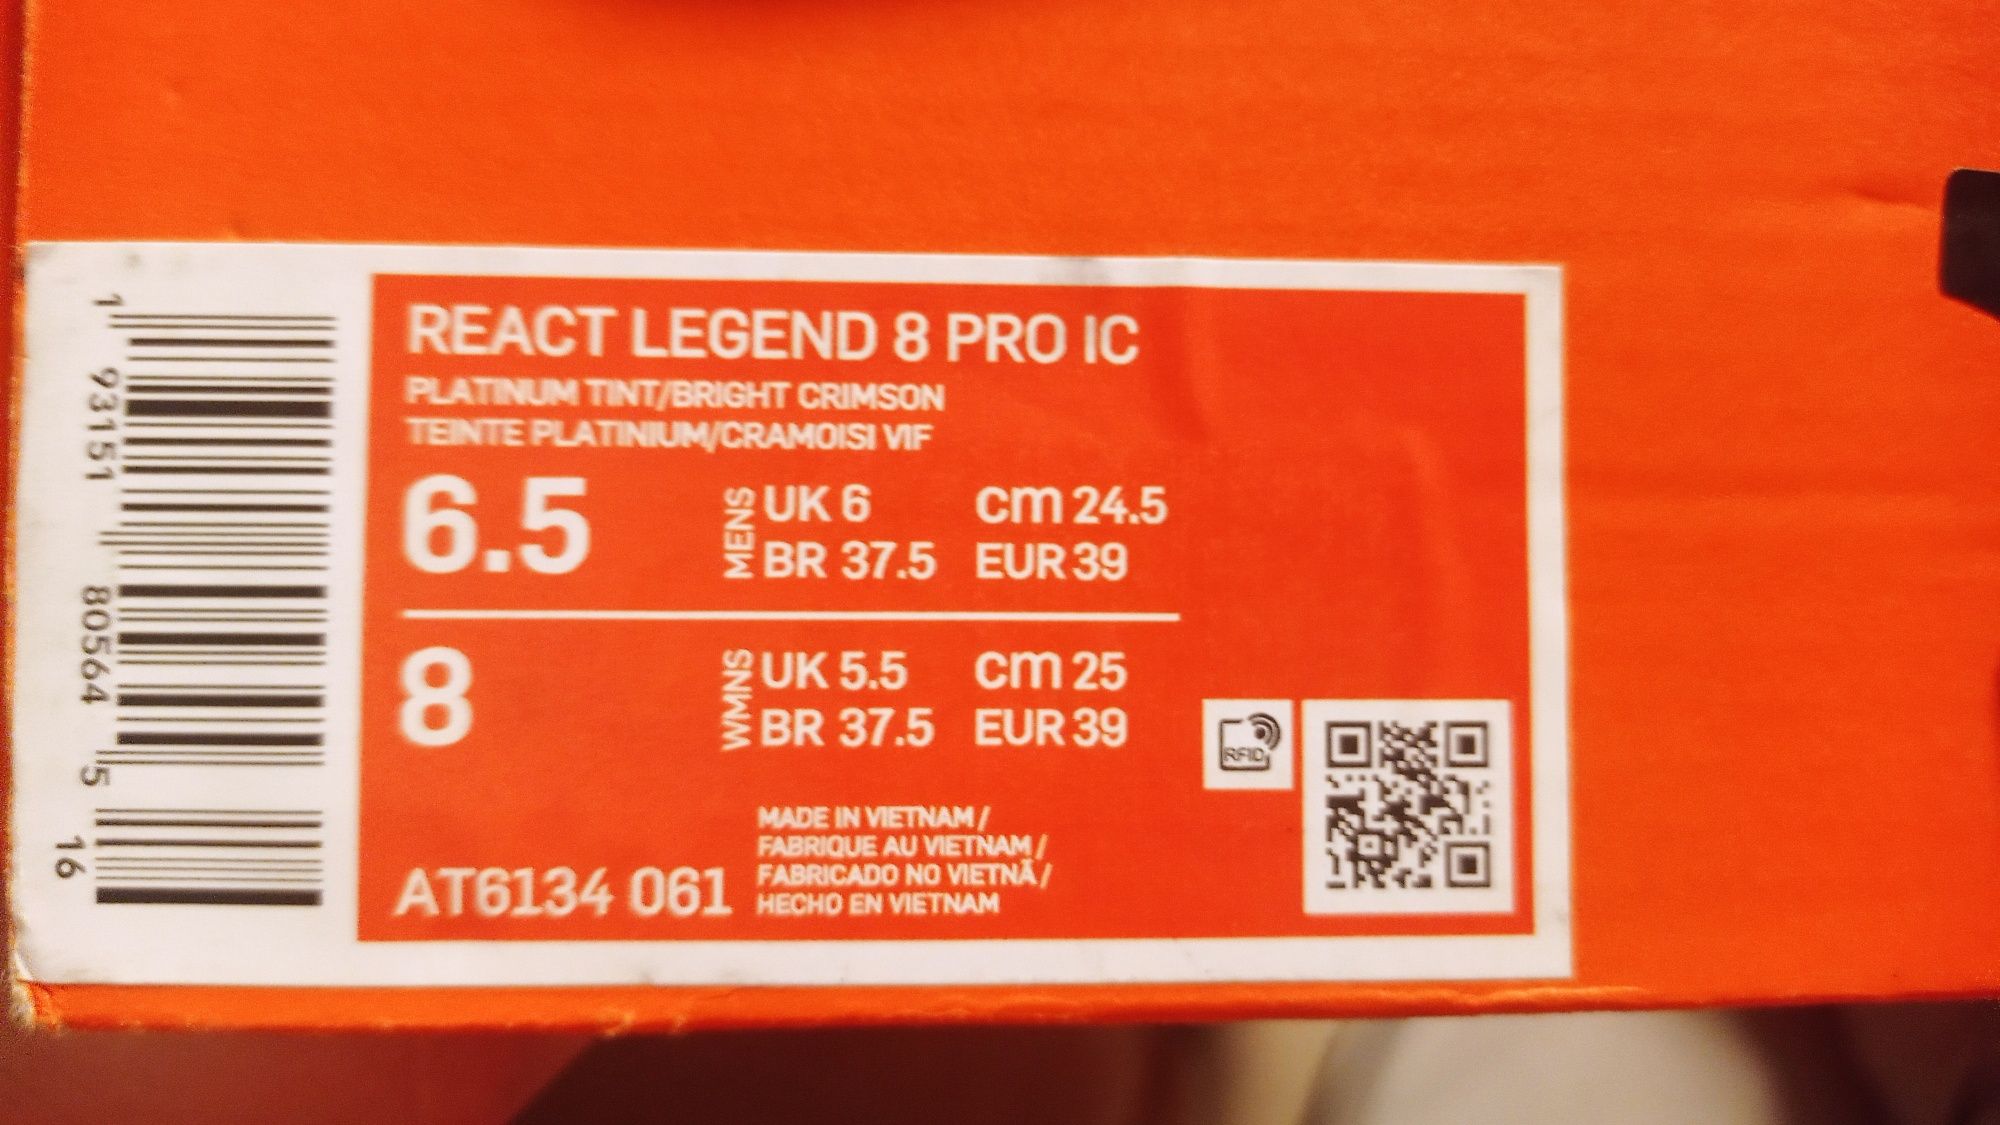 REACT LEGEND 8 PRO IC
PLATINUM TINT/BRIGHT CRIMSON
TEINTE PLATINIUM/CRAMOISI VIF
6.5 MENS UK 6 cm 24.5
BR 37.5 EUR 39
8 WMNS UK 5.5 cm 25
BR 37.5 EUR 39
MADE IN VIETNAM /
FABRIQUE AU VIETNAM /
FABRICADO NO VIETNÃ /
HECHO EN VIETNAM
AT6134 061
RFID
1 93151 80564 5 16